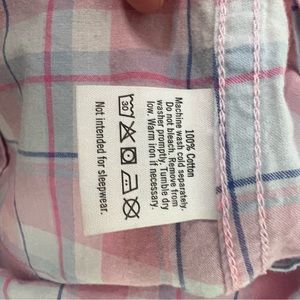 100% Cotton
Machine wash cold separately.
Do not bleach. Remove from
washer promptly. Tumble dry
low. Warm iron if necessary.
30
Not intended for sleepwear.